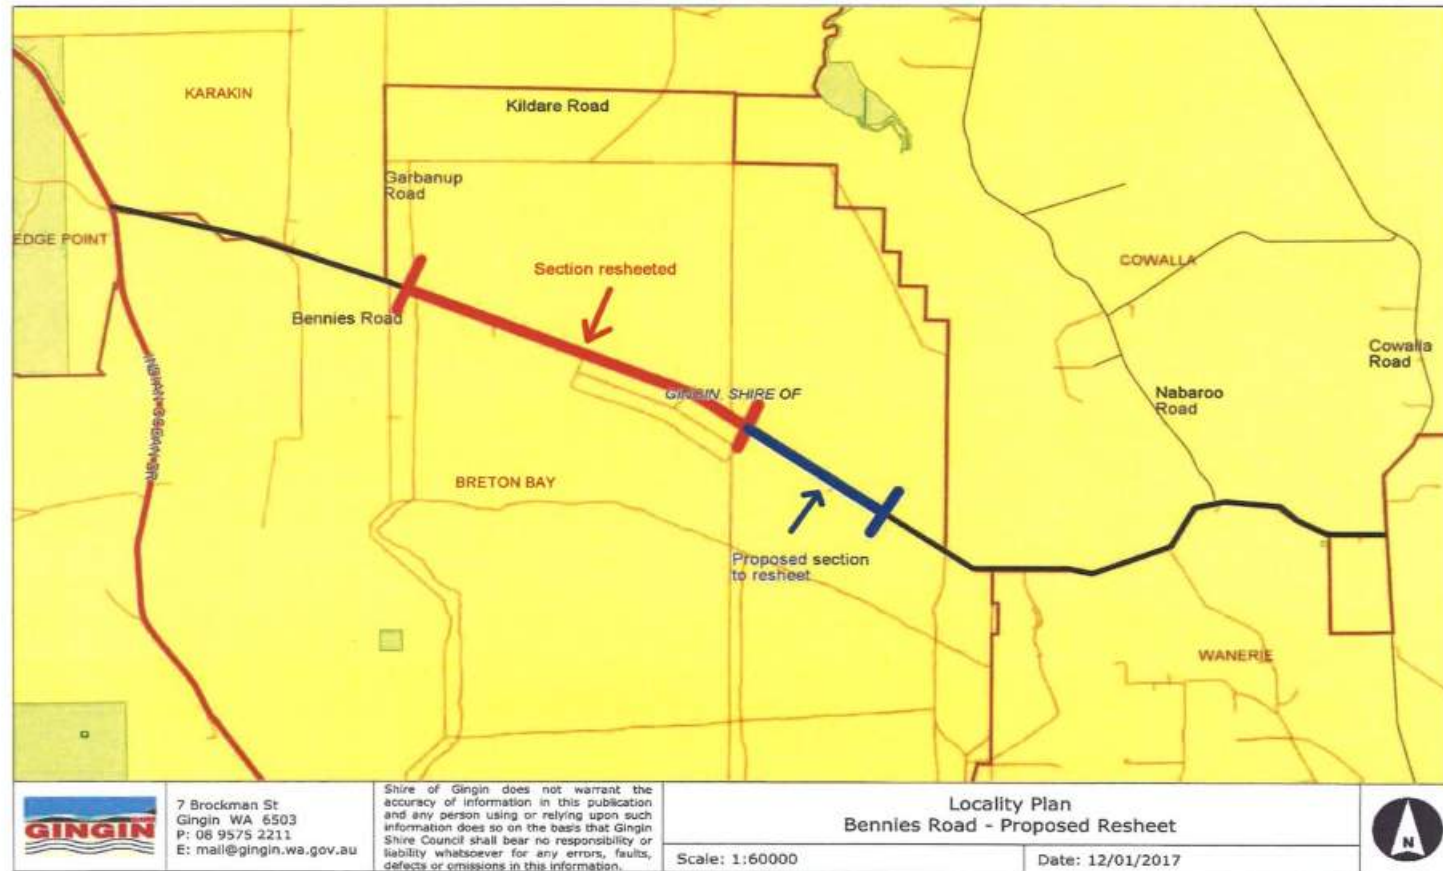 KARAKIN
Kildare Road
Garbanup
Road
EDGE POINT
Section resheeted
COWALLA
Bennies Road
Cowalla
Road
GINGIN, SHIRE OF
Nabaroo
Road
BRETON BAY
Proposed section
to resheet
WANERIE
GINGIN
7 Brockman St
Gingin WA 6503
P: 08 9575 2211
E: mail@gingin.wa.gov.au
Shire of Gingin does not warrant the
accuracy of information in this publication
and any person using or relying upon such
information does so on the basis that Gingin
Shire Council shall bear no responsibility or
liability whatsoever for any errors, faults,
defects or omissions in this information.
Locality Plan
Bennies Road - Proposed Resheet
Scale: 1:60000
Date: 12/01/2017
N